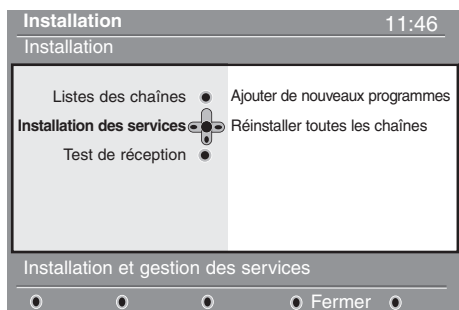 Installation 11:46
Installation
Listes des chaînes
Ajouter de nouveaux programmes
Installation des services
Réinstaller toutes les chaînes
Test de réception
Installation et gestion des services
Fermer